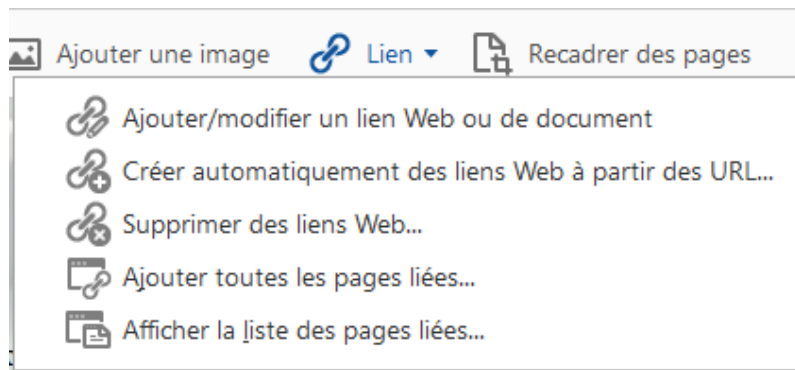 Ajouter une image Lien Recadrer des pages
Ajouter/modifier un lien Web ou de document
Créer automatiquement des liens Web à partir des URL...
Supprimer des liens Web...
Ajouter toutes les pages liées...
Afficher la liste des pages liées...